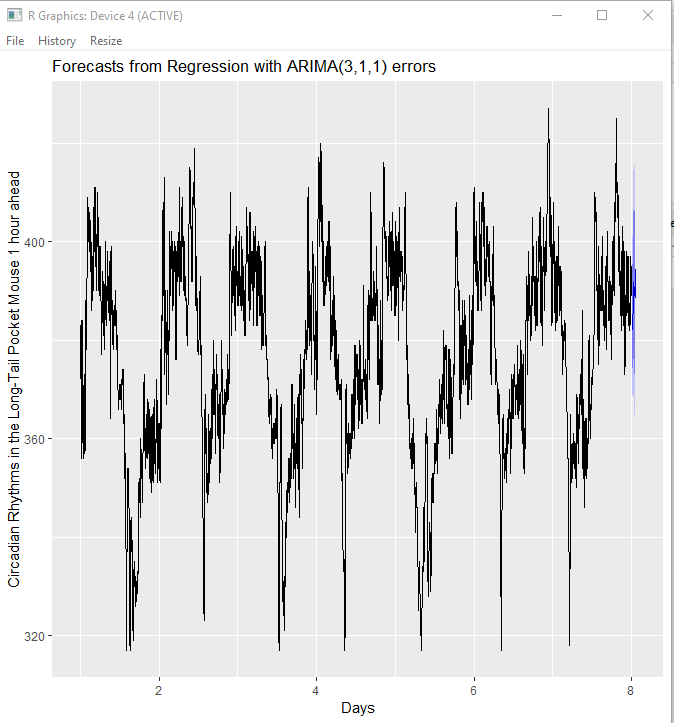 R Graphics: Device 4 (ACTIVE)
File History Resize
Forecasts from Regression with ARIMA(3,1,1) errors
Circadian Rhythms in the Long-Tail Pocket Mouse 1 hour ahead
400
360
320
2 4 6 8
Days